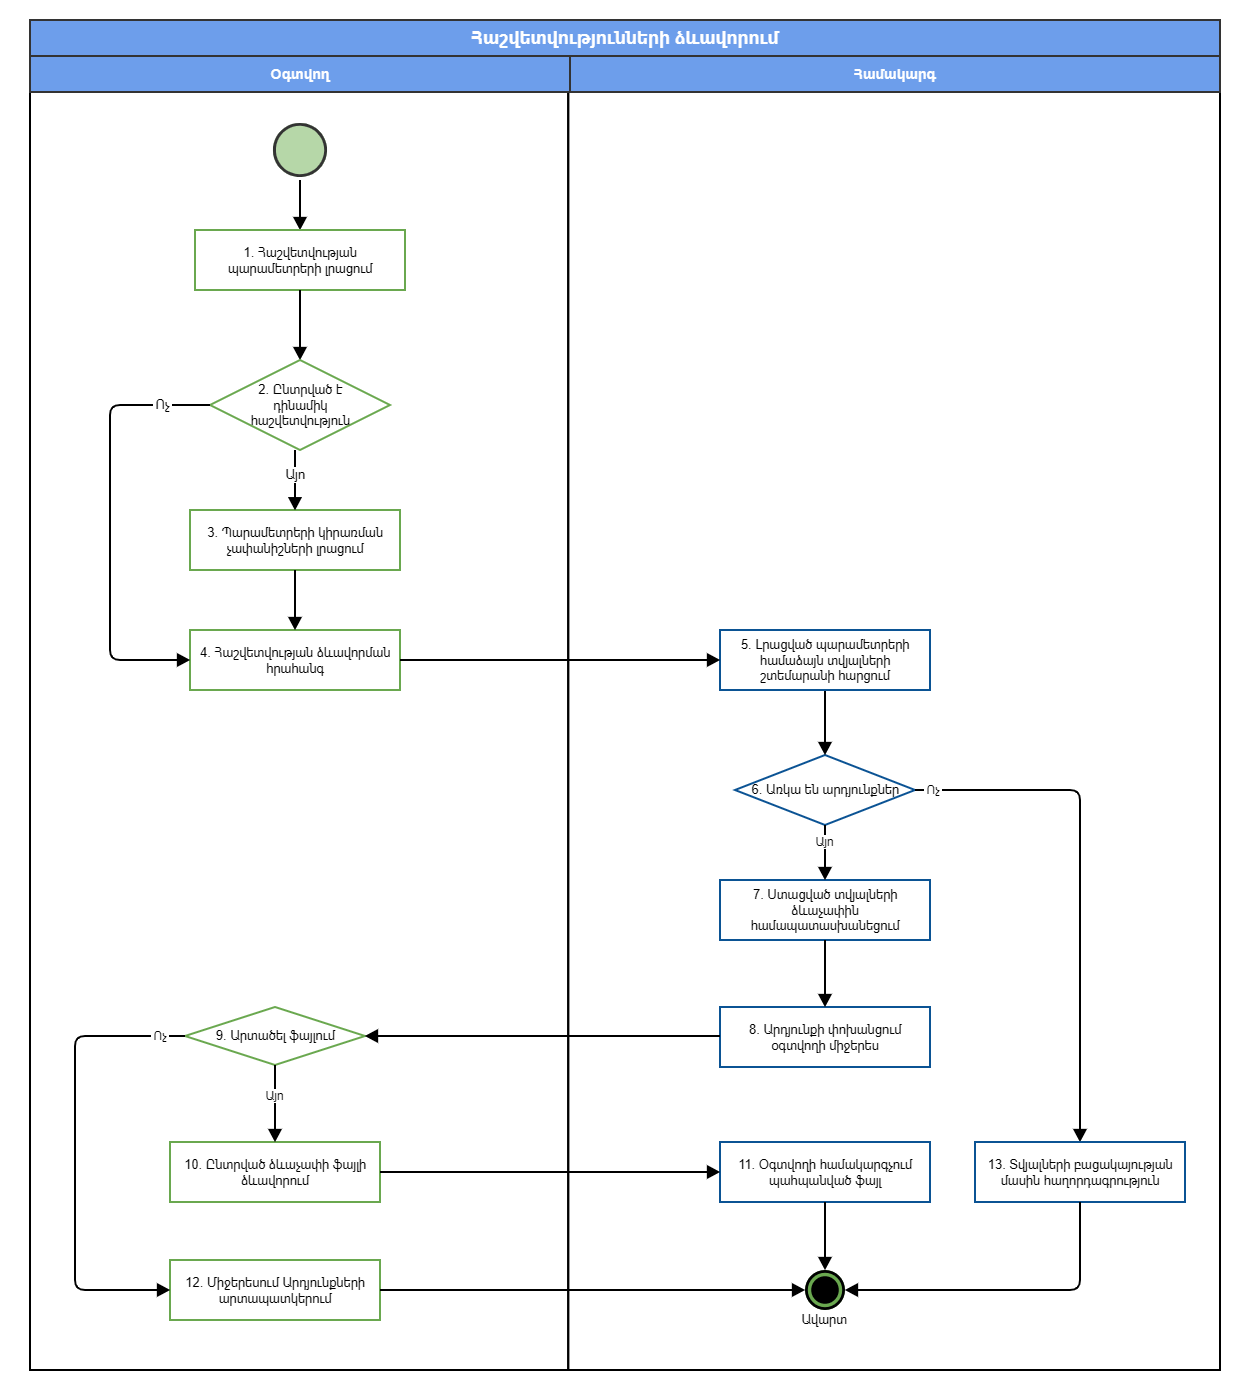 Հաշվետվությունների ձևավորում
Օգտվող
Համակարգ
1. Հաշվետվության
պարամետրերի լրացում
2. Ընտրված է
դինամիկ
հաշվետվություն
Ոչ
Այո
3. Պարամետրերի կիրառման
չափանիշների լրացում
4. Հաշվետվության ձևավորման
հրահանգ
5. Լրացված պարամետրերի
համաձայն տվյալների
շտեմարանի հարցում
6. Առկա են արդյունքներ
Ոչ
Այո
7. Ստացված տվյալների
ձևաչափին
համապատասխանեցում
8. Արդյունքի փոխանցում
օգտվողի միջերես
9. Արտածել ֆայլում
Ոչ
Այո
10. Ընտրված ձևաչափի ֆայլի
ձևավորում
11. Օգտվողի համակարգչում
պահպանված ֆայլ
13. Տվյալների բացակայության
մասին հաղորդագրություն
12. Միջերեսում Արդյունքների
արտապատկերում
Ավարտ